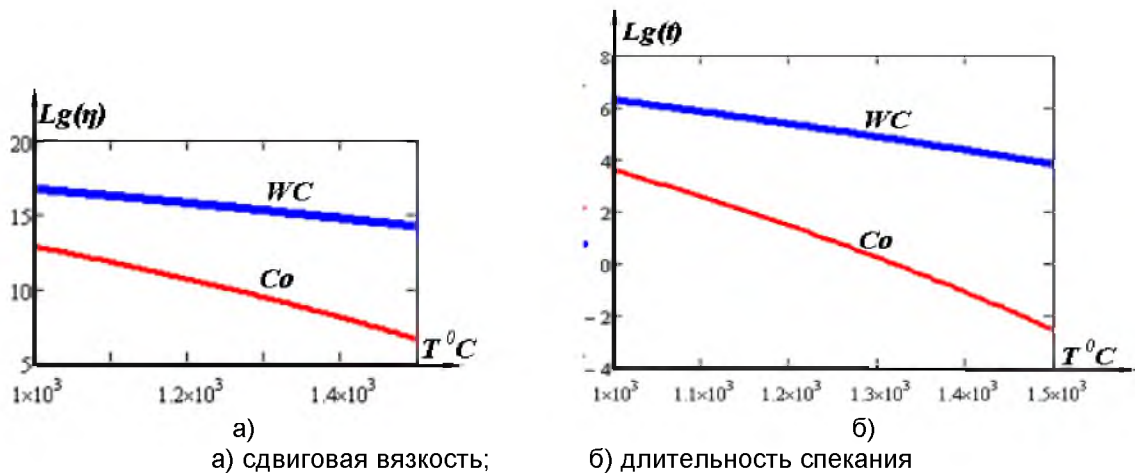 Lg(η)
20
15
10
5
WC
Co
T ⁰C
1×10³
1.2×10³
1.4×10³
а)
Lg(t)
8
6
4
2
0
−2
−4
WC
Co
T ⁰C
1×10³
1.1×10³
1.2×10³
1.3×10³
1.4×10³
1.5×10³
б)
а) сдвиговая вязкость; б) длительность спекания